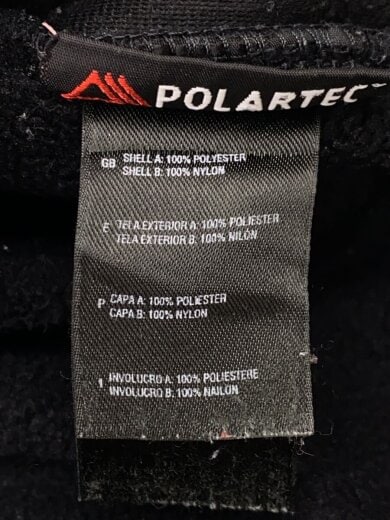 POLARTEC
GB SHELL A: 100% POLYESTER
SHELL B: 100% NYLON
E TELA EXTERIOR A: 100% POLIESTER
TELA EXTERIOR B: 100% NILÓN
P CAPA A: 100% POLIESTER
CAPA B: 100% NYLON
I INVOLUCRO A: 100% POLIESTERE
INVOLUCRO B: 100% NAILON